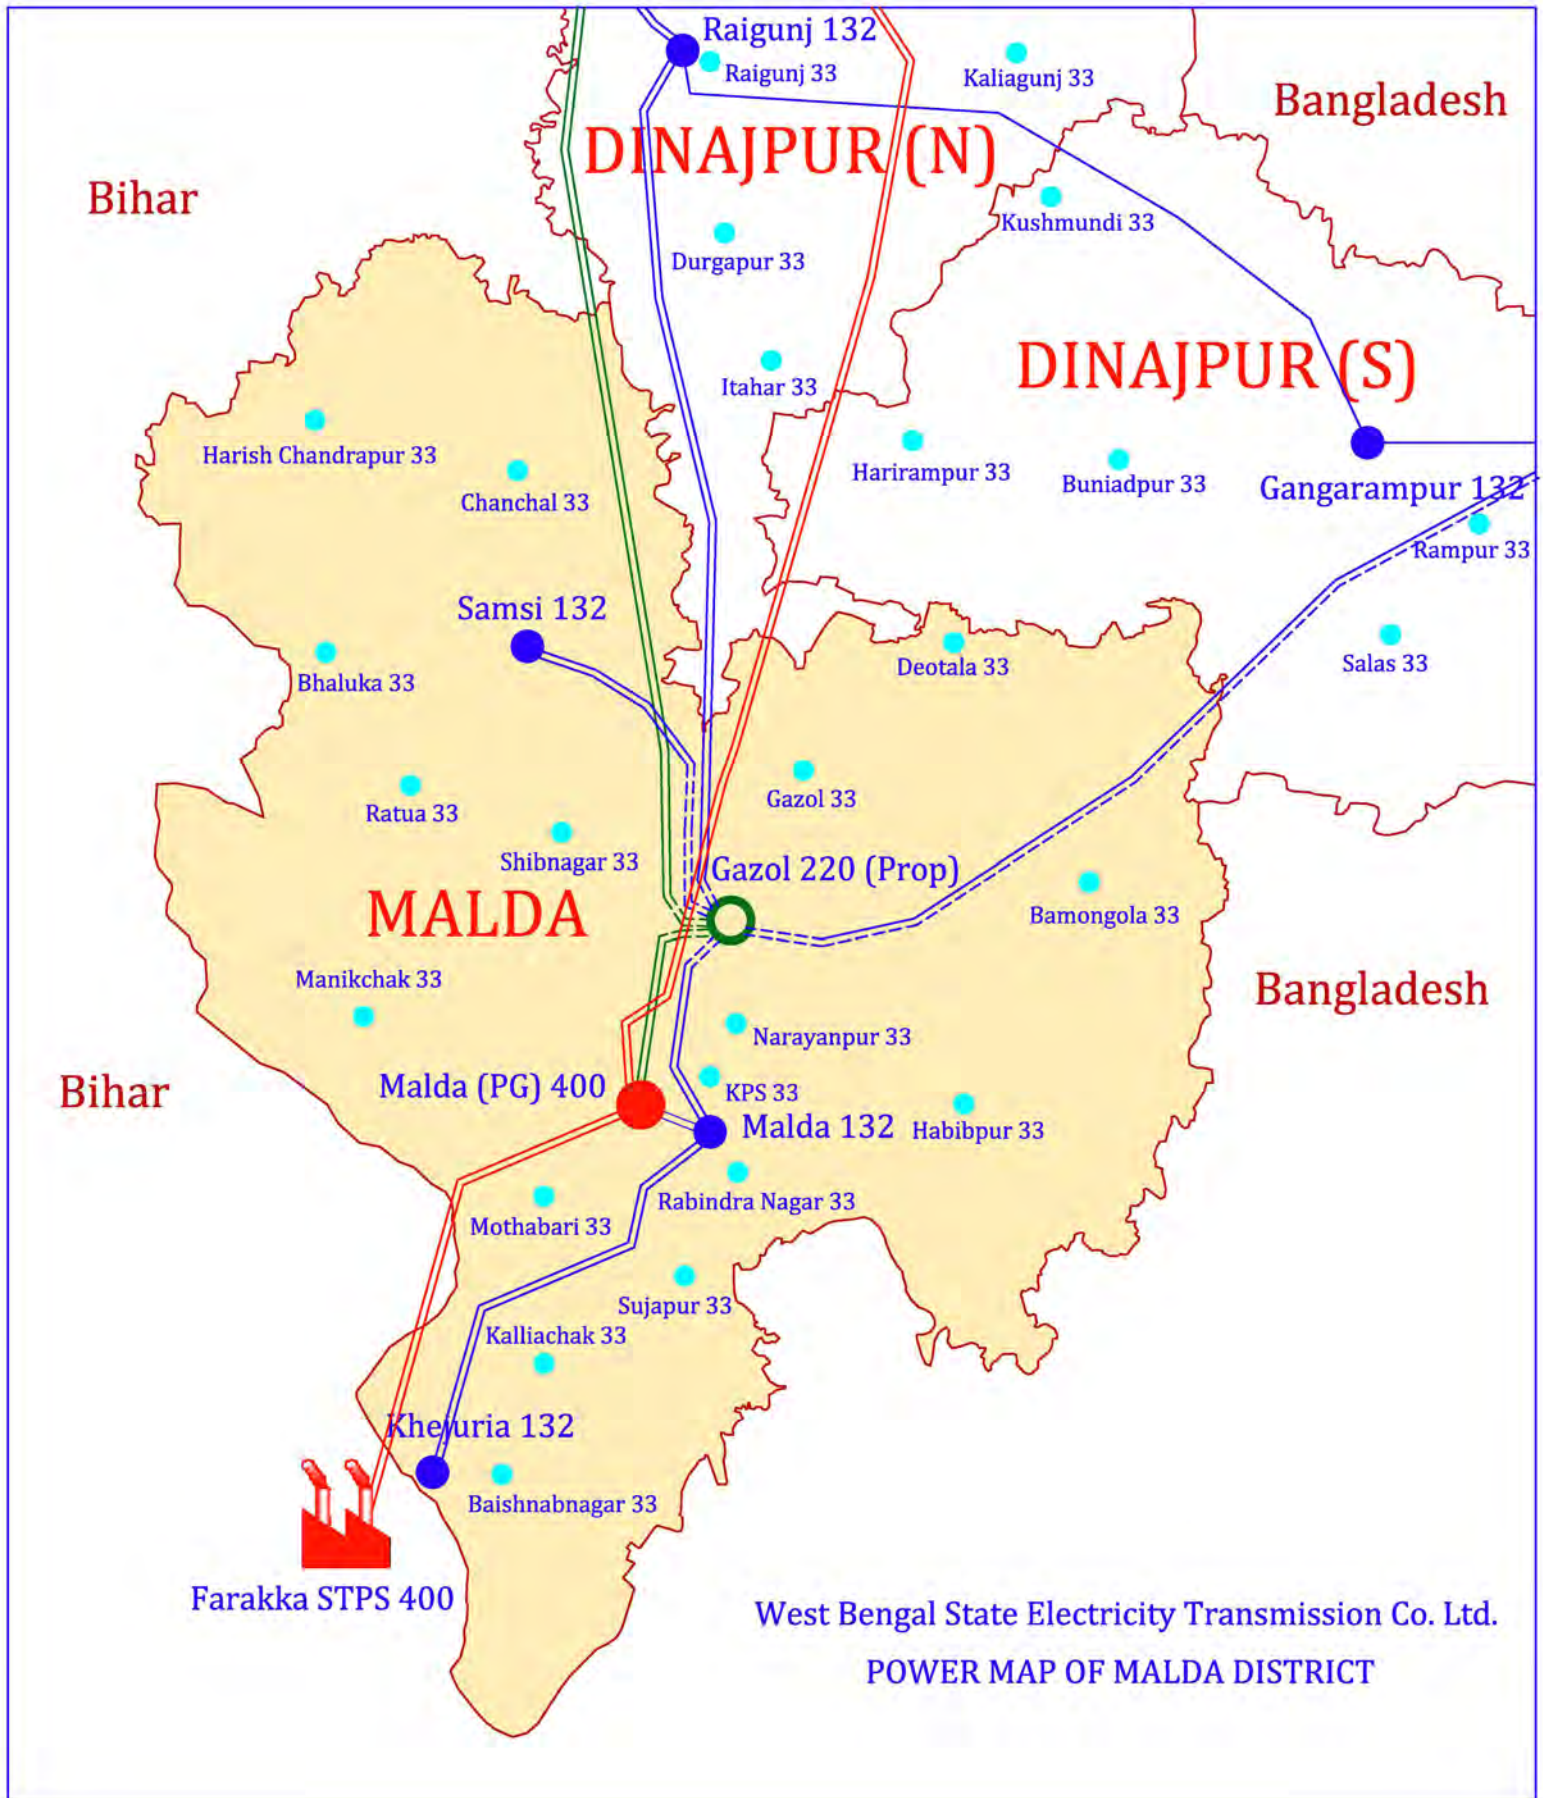 Raigunj 132
Raigunj 33
Kaliagunj 33
Bangladesh
DINAJPUR (N)
Bihar
Kushmundi 33
Durgapur 33
DINAJPUR (S)
Itahar 33
Harish Chandrapur 33
Harirampur 33
Buniadpur 33
Gangarampur 132
Chanchal 33
Rampur 33
Samsi 132
Salas 33
Deotala 33
Bhaluka 33
Gazol 33
Ratua 33
Shibnagar 33
Gazol 220 (Prop)
MALDA
Bamongola 33
Manikchak 33
Bangladesh
Narayanpur 33
Bihar
Malda (PG) 400
KPS 33
Malda 132
Habibpur 33
Rabindra Nagar 33
Mothabari 33
Sujapur 33
Kalliachak 33
Khejuria 132
Baishnabnagar 33
Farakka STPS 400
West Bengal State Electricity Transmission Co. Ltd.
POWER MAP OF MALDA DISTRICT